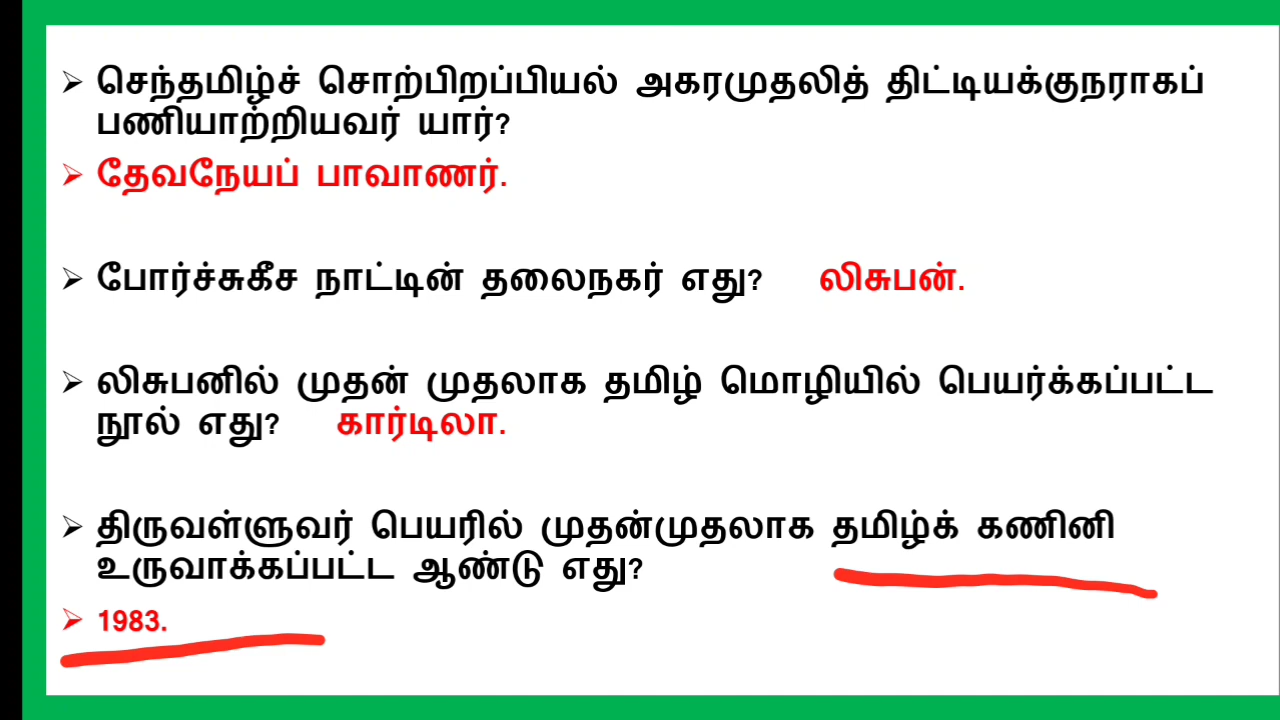 ➢ செந்தமிழ்ச் சொற்பிறப்பியல் அகரமுதலித் திட்டியக்குநராகப்
பணியாற்றியவர் யார்?
➢ தேவநேயப் பாவாணர்.
➢ போர்ச்சுகீச நாட்டின் தலைநகர் எது? லிசுபன்.
➢ லிசுபனில் முதன் முதலாக தமிழ் மொழியில் பெயர்க்கப்பட்ட
நூல் எது? கார்டிலா.
➢ திருவள்ளுவர் பெயரில் முதன்முதலாக தமிழ்க் கணினி
உருவாக்கப்பட்ட ஆண்டு எது?
➢ 1983.